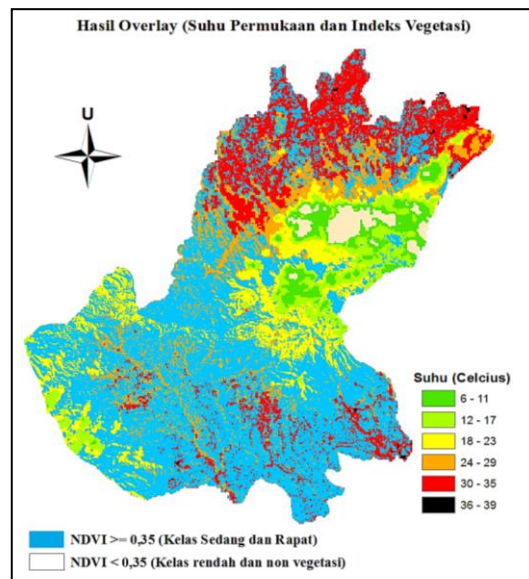 Hasil Overlay (Suhu Permukaan dan Indeks Vegetasi)
U
Suhu (Celcius)
6 - 11
12 - 17
18 - 23
24 - 29
30 - 35
36 - 39
NDVI >= 0,35 (Kelas Sedang dan Rapat)
NDVI < 0,35 (Kelas rendah dan non vegetasi)